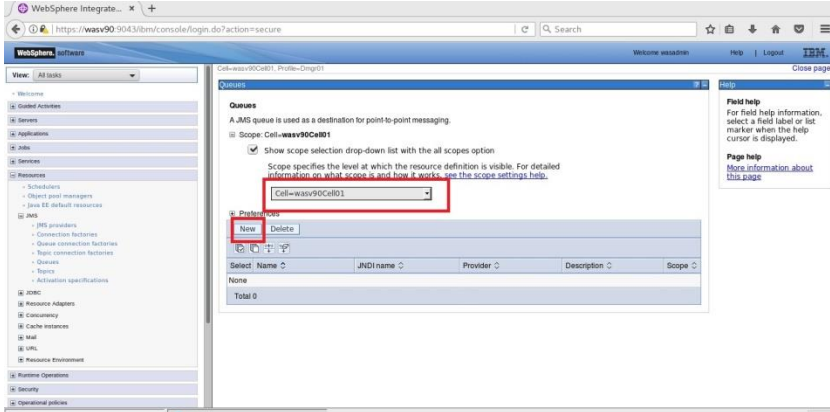 WebSphere Integrate...
https://wasv90:9043/ibm/console/login.do?action=secure
Search
WebSphere. software
Welcome wasadmin
Help | Logout
IBM.
View: All tasks
Cell=wasv90Cell01, Profile=Dmgr01
Close page
Welcome
Guided Activities
Servers
Applications
Jobs
Services
Resources
Schedulers
Object pool managers
Java EE default resources
JMS
JMS providers
Connection factories
Queue connection factories
Topic connection factories
Queues
Topics
Activation specifications
JDBC
Resource Adapters
Concurrency
Cache instances
Mail
URL
Resource Environment
Runtime Operations
Security
Operational policies
Queues
Queues
A JMS queue is used as a destination for point-to-point messaging.
Scope: Cell=wasv90Cell01
Show scope selection drop-down list with the all scopes option
Scope specifies the level at which the resource definition is visible. For detailed
information on what scope is and how it works, see the scope settings help.
Cell=wasv90Cell01
Preferences
New Delete
Select Name JNDI name Provider Description Scope
None
Total 0
Help
Field help
For field help information,
select a field label or list
marker when the help
cursor is displayed.
Page help
More information about
this page